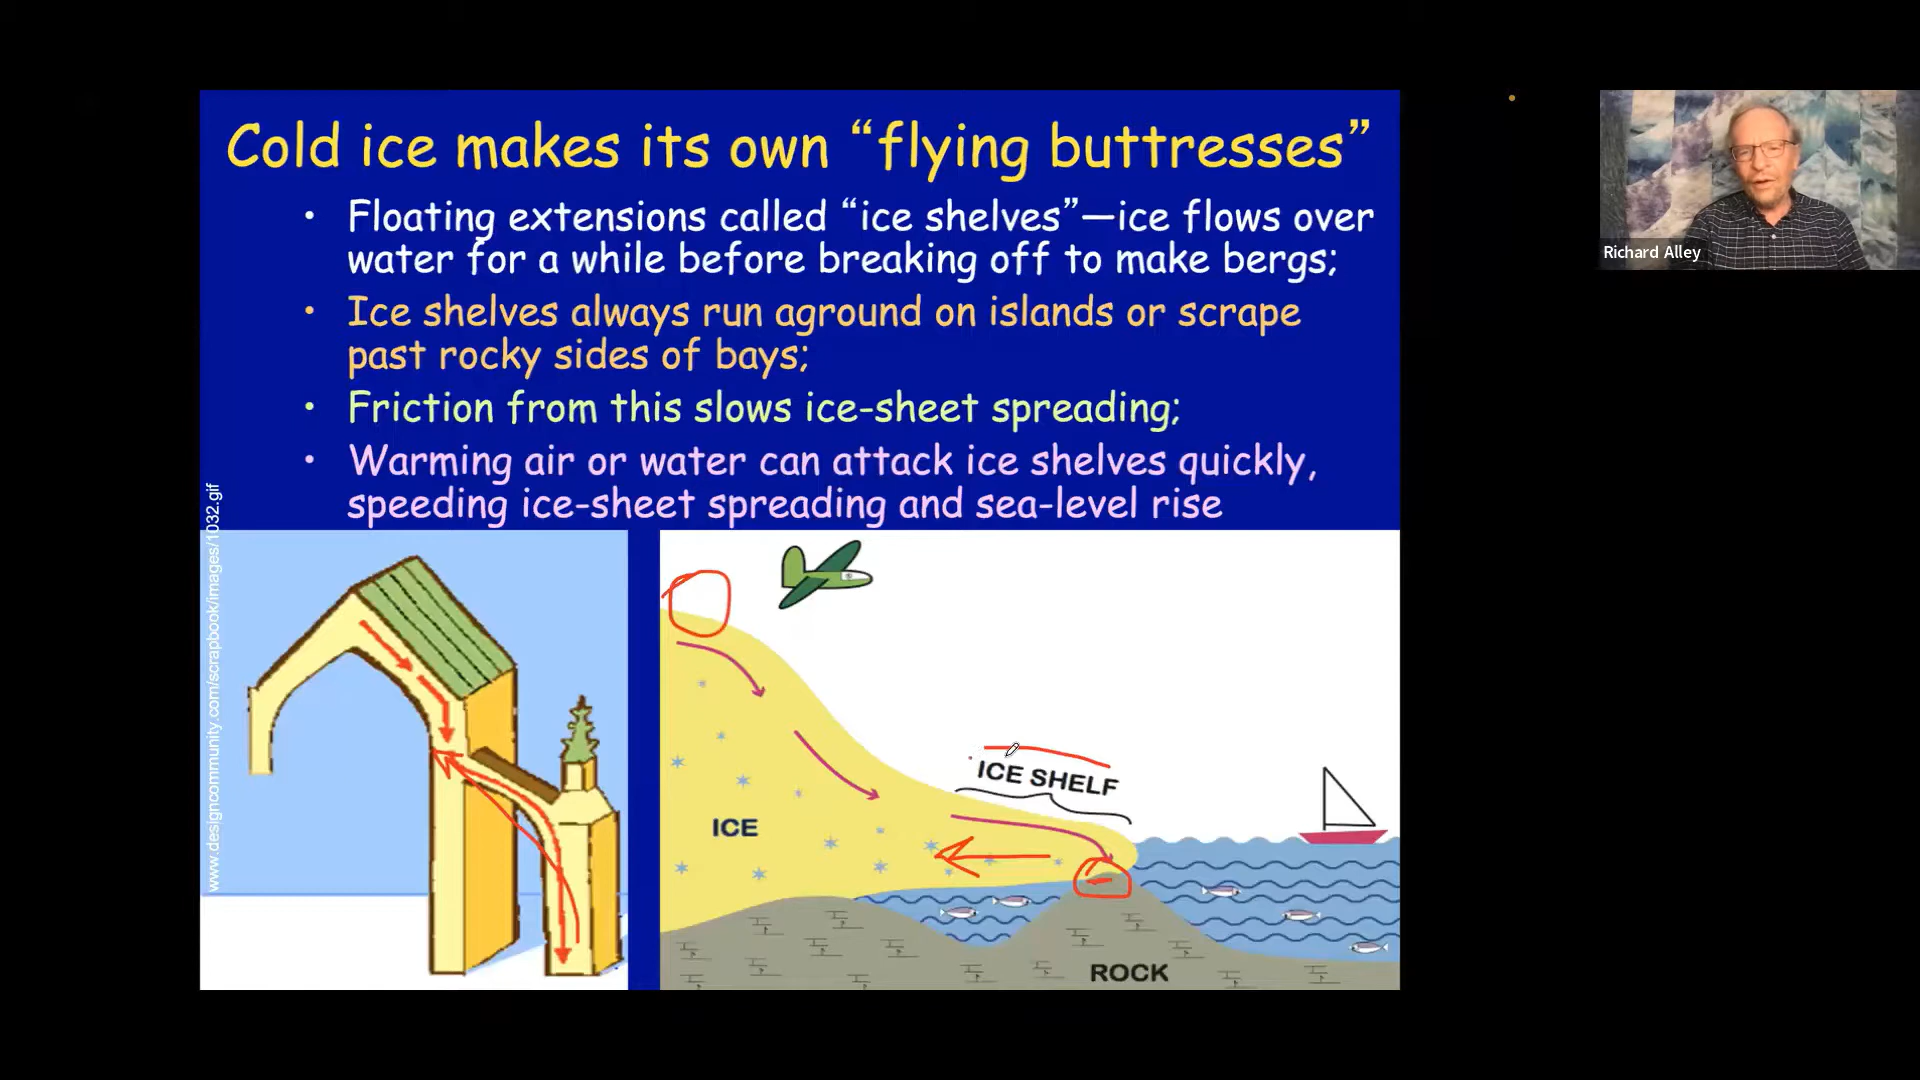 Cold ice makes its own “flying buttresses”
• Floating extensions called “ice shelves”—ice flows over
water for a while before breaking off to make bergs;
• Ice shelves always run aground on islands or scrape
past rocky sides of bays;
• Friction from this slows ice-sheet spreading;
• Warming air or water can attack ice shelves quickly,
speeding ice-sheet spreading and sea-level rise
www.designcommunity.com/scrapbook/images/1032.gif
ICE SHELF
ICE
ROCK
Richard Alley